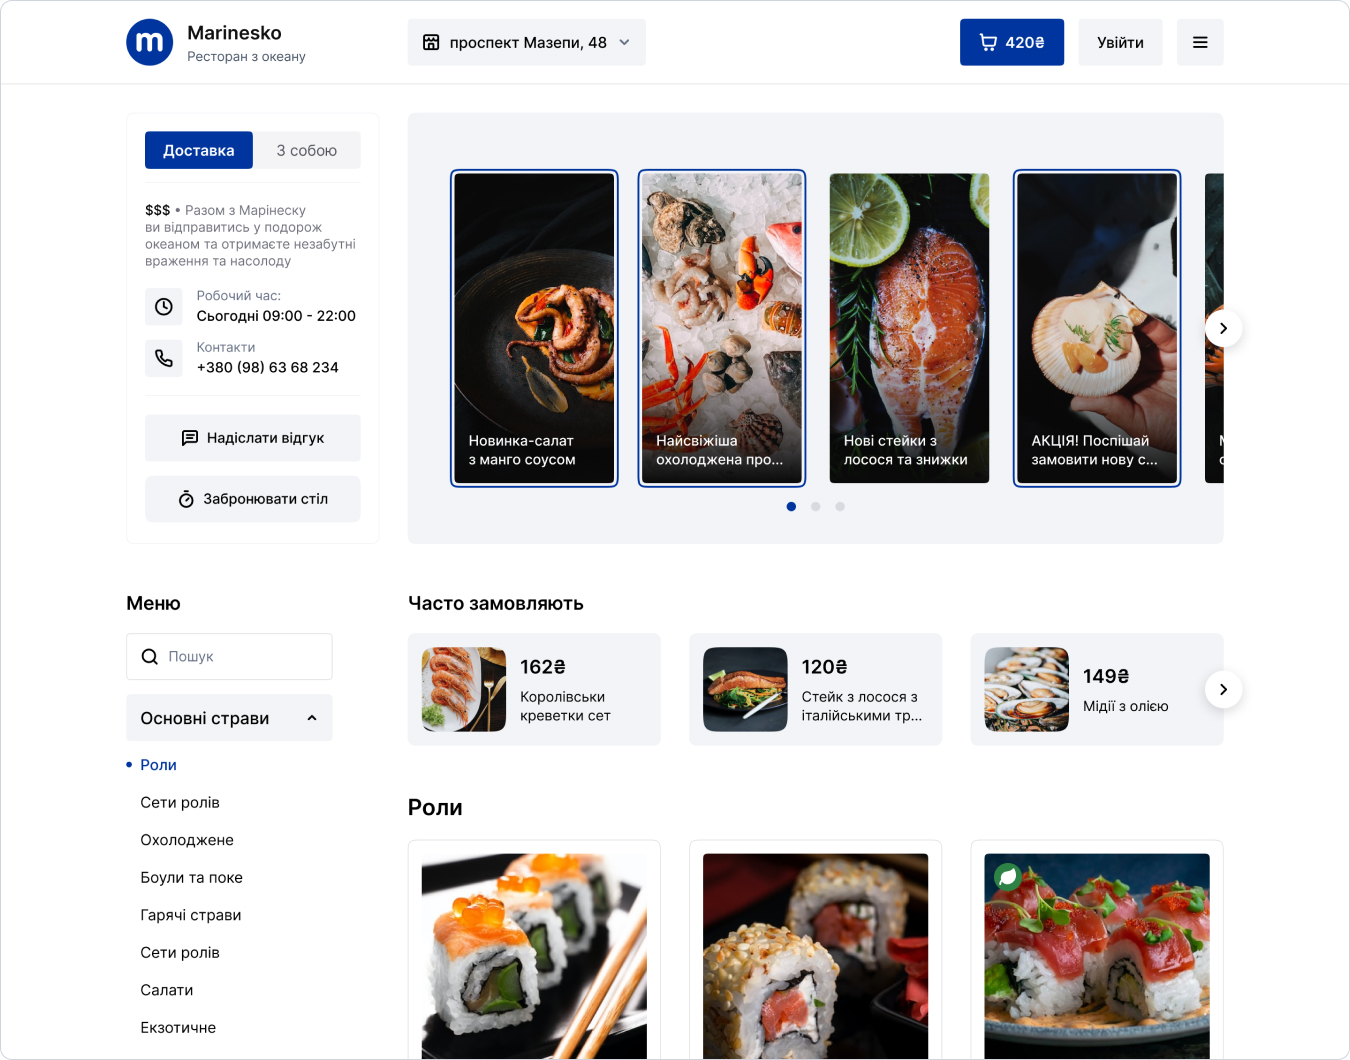 m
Marinesko
Ресторан з океану
проспект Мазепи, 48
420₴
Увійти
Доставка
З собою
$$$ • Разом з Марінеску
ви відправитись у подорож
океаном та отримаєте незабутні
враження та насолоду
Робочий час:
Сьогодні 09:00 - 22:00
Контакти
+380 (98) 63 68 234
Надіслати відгук
Забронювати стіл
Новинка-салат
з манго соусом
Найсвіжіша
охолоджена про...
Нові стейки з
лосося та знижки
АКЦІЯ! Поспішай
замовити нову с...
Меню
Пошук
Основні страви
Роли
Сети ролів
Охолоджене
Боули та поке
Гарячі страви
Сети ролів
Салати
Екзотичне
Часто замовляють
162₴
Королівськи
креветки сет
120₴
Стейк з лосося з
італійськими тр...
149₴
Мідії з олією
Роли